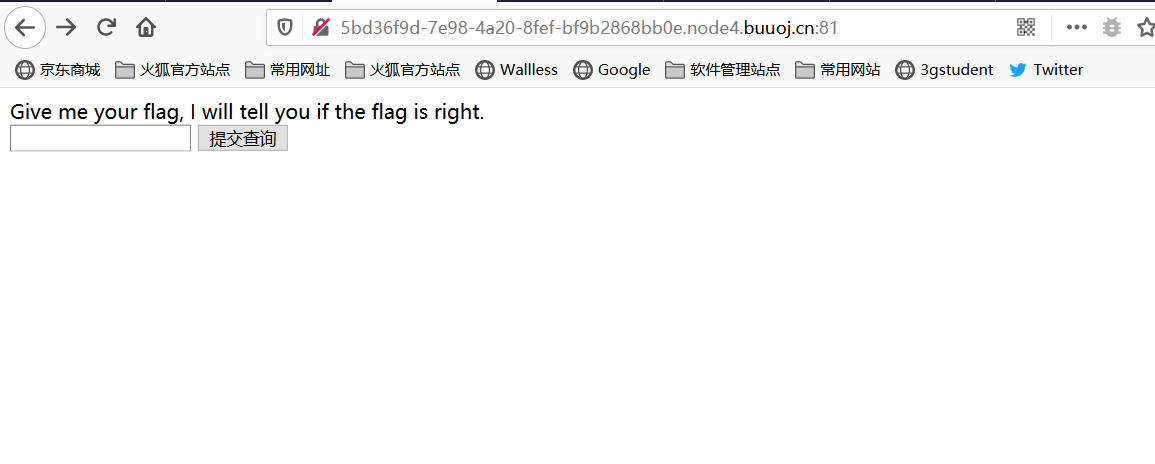 5bd36f9d-7e98-4a20-8fef-bf9b2868bb0e.node4.buuoj.cn:81
京东商城 火狐官方站点 常用网址 火狐官方站点 Wallless Google 软件管理站点 常用网站 3gstudent Twitter
Give me your flag, I will tell you if the flag is right.
提交查询